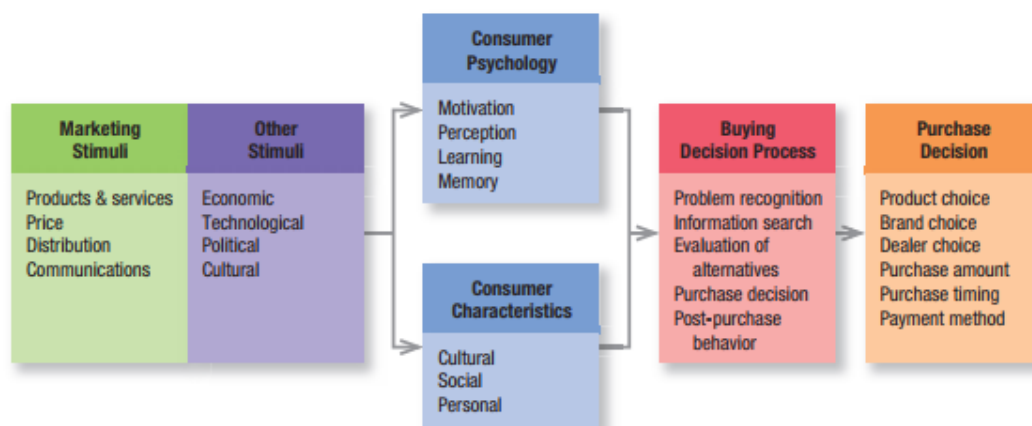 Marketing
Stimuli
Products & services
Price
Distribution
Communications
Other
Stimuli
Economic
Technological
Political
Cultural
Consumer
Psychology
Motivation
Perception
Learning
Memory
Consumer
Characteristics
Cultural
Social
Personal
Buying
Decision Process
Problem recognition
Information search
Evaluation of
alternatives
Purchase decision
Post-purchase
behavior
Purchase
Decision
Product choice
Brand choice
Dealer choice
Purchase amount
Purchase timing
Payment method